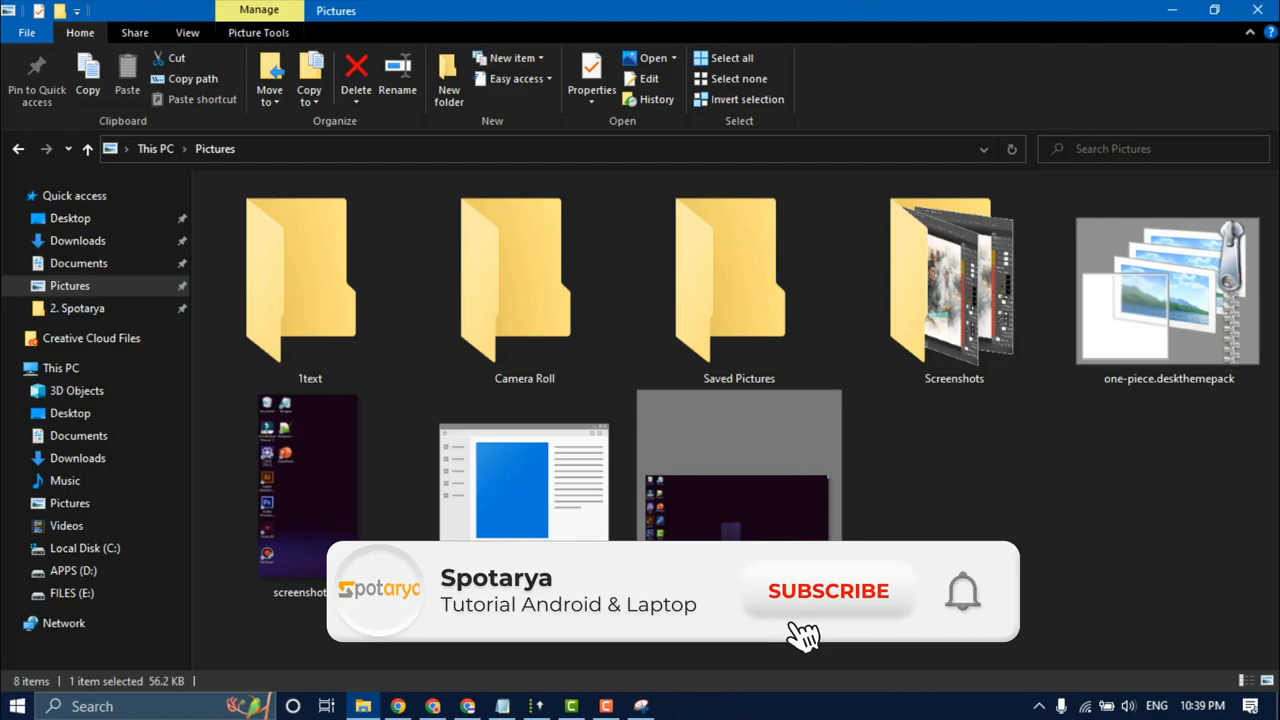 Manage
Pictures
File
Home
Share
View
Picture Tools
Pin to Quick
access
Copy
Paste
Cut
Copy path
Paste shortcut
Clipboard
Move
to
Copy
to
Delete
Rename
Organize
New
folder
New item
Easy access
New
Properties
Open
Edit
History
Open
Select all
Select none
Invert selection
Select
This PC
Pictures
Search Pictures
Quick access
Desktop
Downloads
Documents
Pictures
2. Spotarya
Creative Cloud Files
This PC
3D Objects
Desktop
Documents
Downloads
Music
Pictures
Videos
Local Disk (C:)
APPS (D:)
FILES (E:)
Network
1text
Camera Roll
Saved Pictures
Screenshots
one-piece.deskthemepack
screenshot
Spotarya
Spotarya
Tutorial Android & Laptop
SUBSCRIBE
8 items
1 item selected 56.2 KB
Search
ENG
10:39 PM